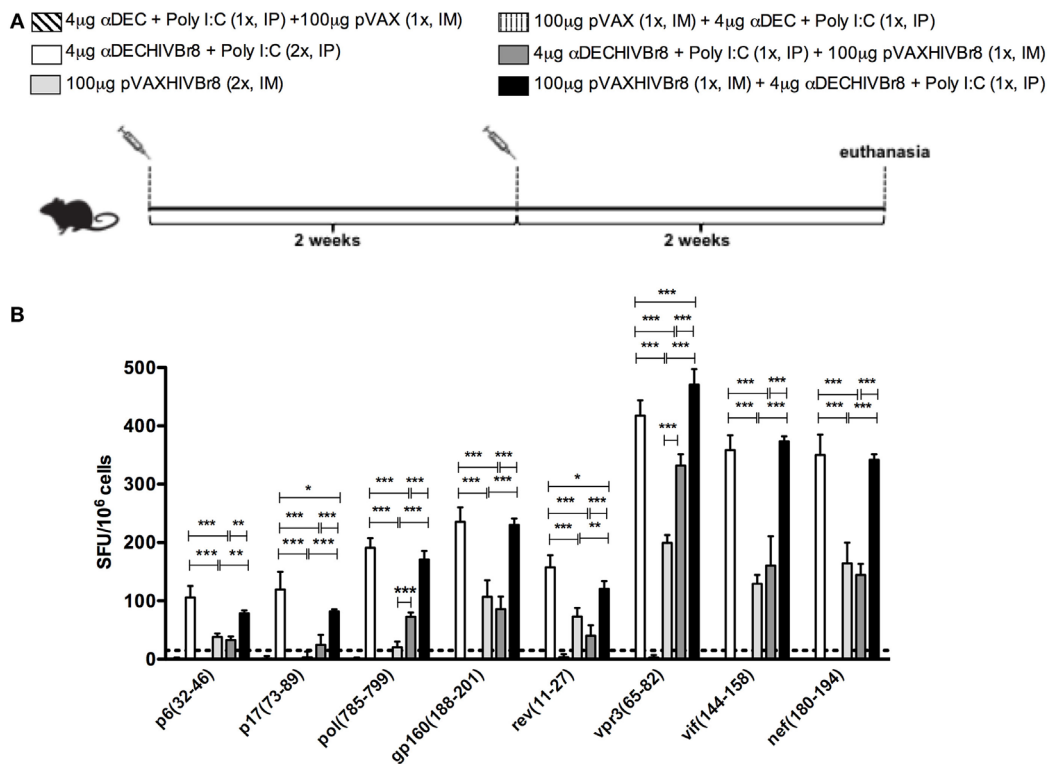 A
4μg αDEC + Poly I:C (1x, IP) +100μg pVAX (1x, IM)
100μg pVAX (1x, IM) + 4μg αDEC + Poly I:C (1x, IP)
4μg αDECHIVBr8 + Poly I:C (2x, IP)
4μg αDECHIVBr8 + Poly I:C (1x, IP) + 100μg pVAXHIVBr8 (1x, IM)
100μg pVAXHIVBr8 (2x, IM)
100μg pVAXHIVBr8 (1x, IM) + 4μg αDECHIVBr8 + Poly I:C (1x, IP)
euthanasia
2 weeks
2 weeks
B
***
*** ***
*** ***
***
*** ***
*** ***
*** ***
*** ***
*** ***
*** ***
*
*** ***
*** **
*** ***
*** ***
***
*
*** ***
*** ***
*** **
*** **
500
400
300
200
100
0
SFU/10⁶ cells
p6(32-46)
p17(73-89)
pol(785-799)
gp160(188-201)
rev(11-27)
vpr3(65-82)
vif(144-158)
nef(180-194)